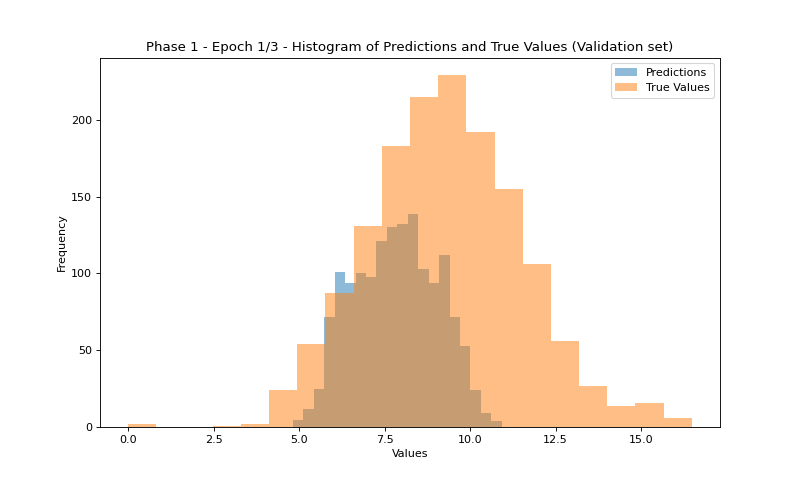 Phase 1 - Epoch 1/3 - Histogram of Predictions and True Values (Validation set)
Predictions
True Values
200
150
100
50
0
Frequency
0.0 2.5 5.0 7.5 10.0 12.5 15.0
Values